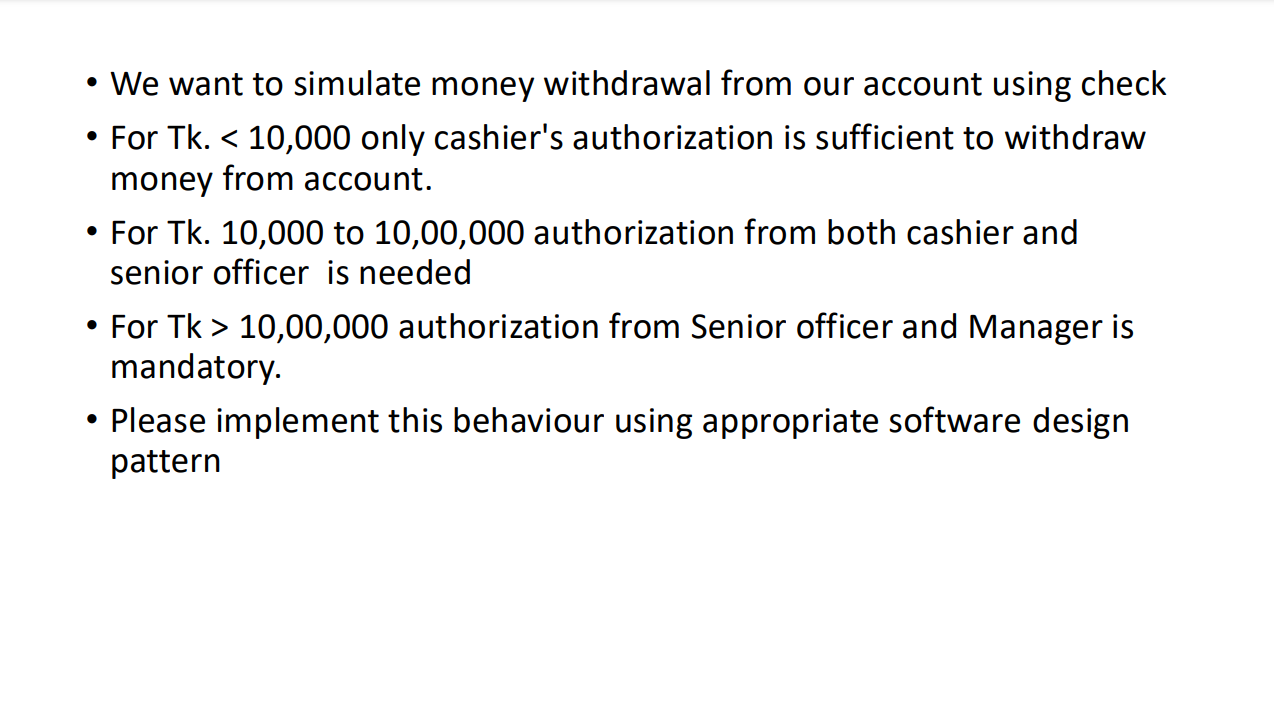 • We want to simulate money withdrawal from our account using check
• For Tk. < 10,000 only cashier's authorization is sufficient to withdraw
money from account.
• For Tk. 10,000 to 10,00,000 authorization from both cashier and
senior officer  is needed
• For Tk > 10,00,000 authorization from Senior officer and Manager is
mandatory.
• Please implement this behaviour using appropriate software design
pattern